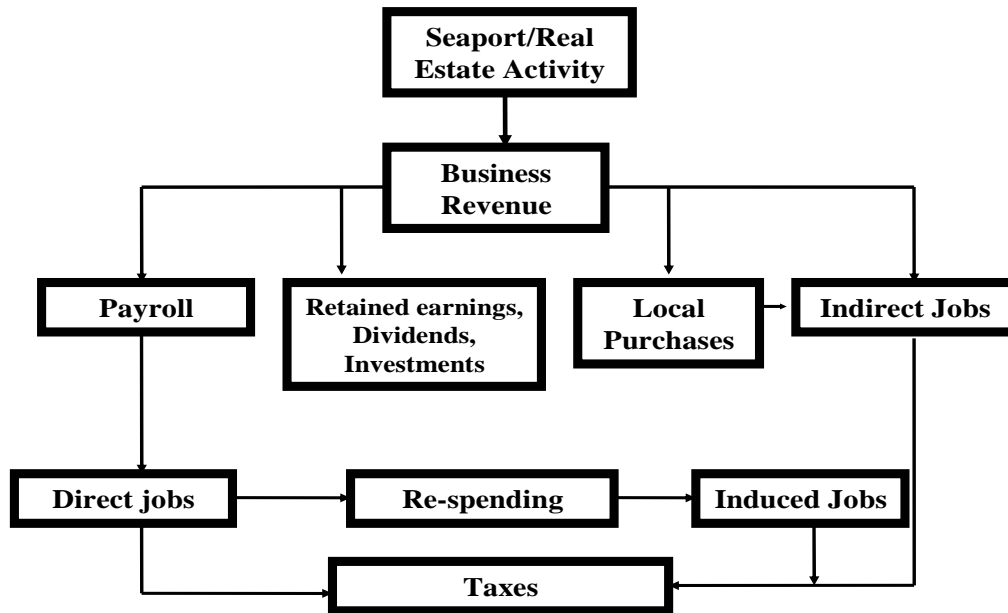 Seaport/Real
Estate Activity
Business
Revenue
Payroll
Retained earnings,
Dividends,
Investments
Local
Purchases
Indirect Jobs
Direct jobs
Re-spending
Induced Jobs
Taxes